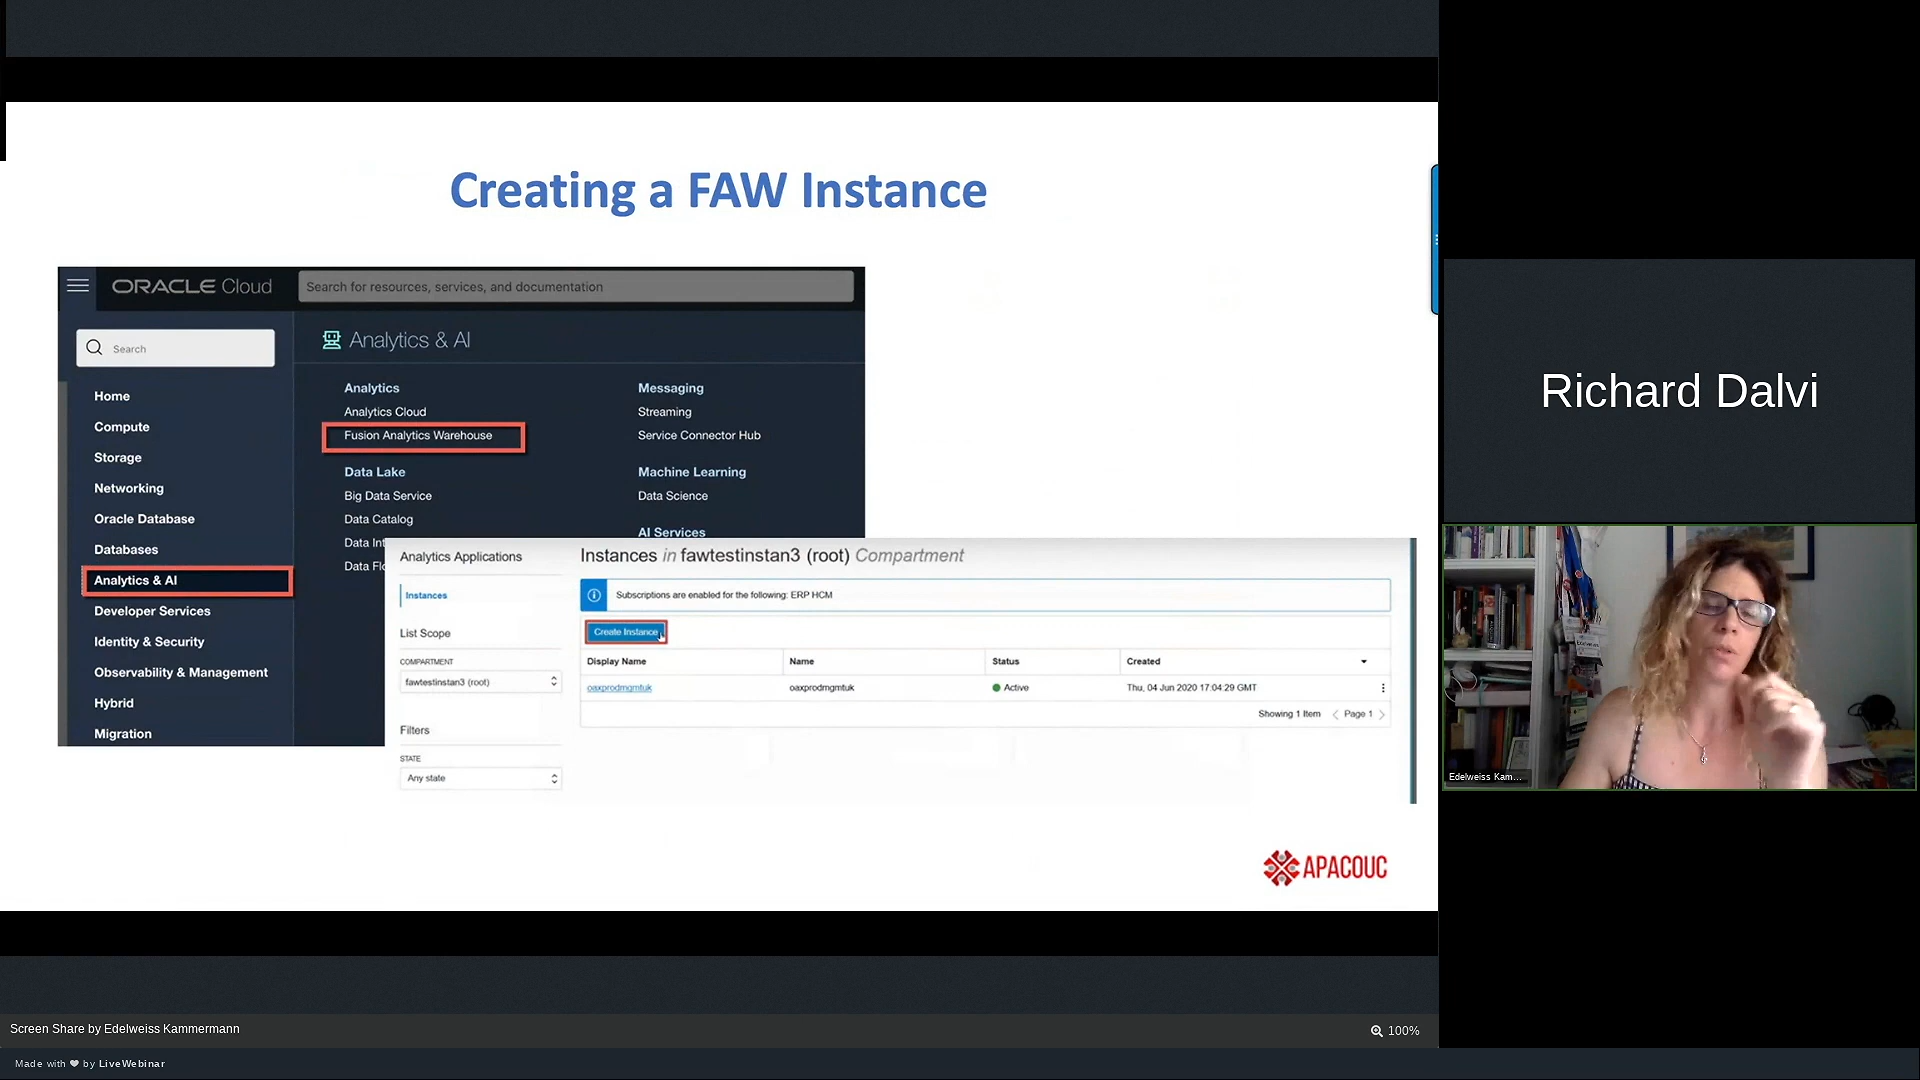 Creating a FAW Instance
ORACLE Cloud
Search for resources, services, and documentation
Search
Home
Compute
Storage
Networking
Oracle Database
Databases
Analytics & AI
Developer Services
Identity & Security
Observability & Management
Hybrid
Migration
Analytics & AI
Analytics
Analytics Cloud
Fusion Analytics Warehouse
Data Lake
Big Data Service
Data Catalog
Data Int
Data Flo
Messaging
Streaming
Service Connector Hub
Machine Learning
Data Science
AI Services
Analytics Applications
Instances
List Scope
COMPARTMENT
fawtestinstan3 (root)
Filters
STATE
Any state
Instances in fawtestinstan3 (root) Compartment
Subscriptions are enabled for the following: ERP HCM
Create Instance
Display Name Name Status Created
oaxprodmgmtuk oaxprodmgmtuk Active Thu, 04 Jun 2020 17:04:29 GMT
Showing 1 Item Page 1
APACOUC
Richard Dalvi
Edelweiss Kam...
Screen Share by Edelweiss Kammermann
100%
Made with by LiveWebinar